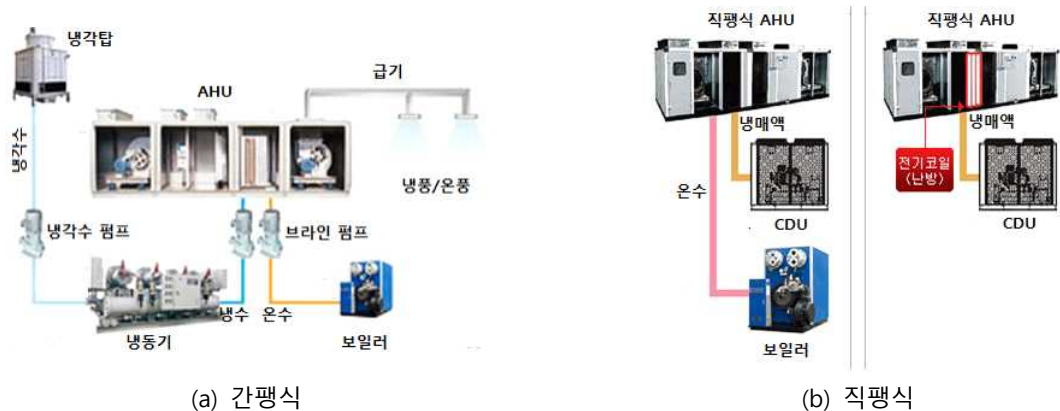 냉각탑
AHU
급기
냉각수
냉풍/온풍
냉각수 펌프
브라인 펌프
냉수 온수
냉동기
보일러
(a) 간팽식
직팽식 AHU
냉매액
온수
CDU
보일러
직팽식 AHU
냉매액
전기코일
(난방)
CDU
(b) 직팽식